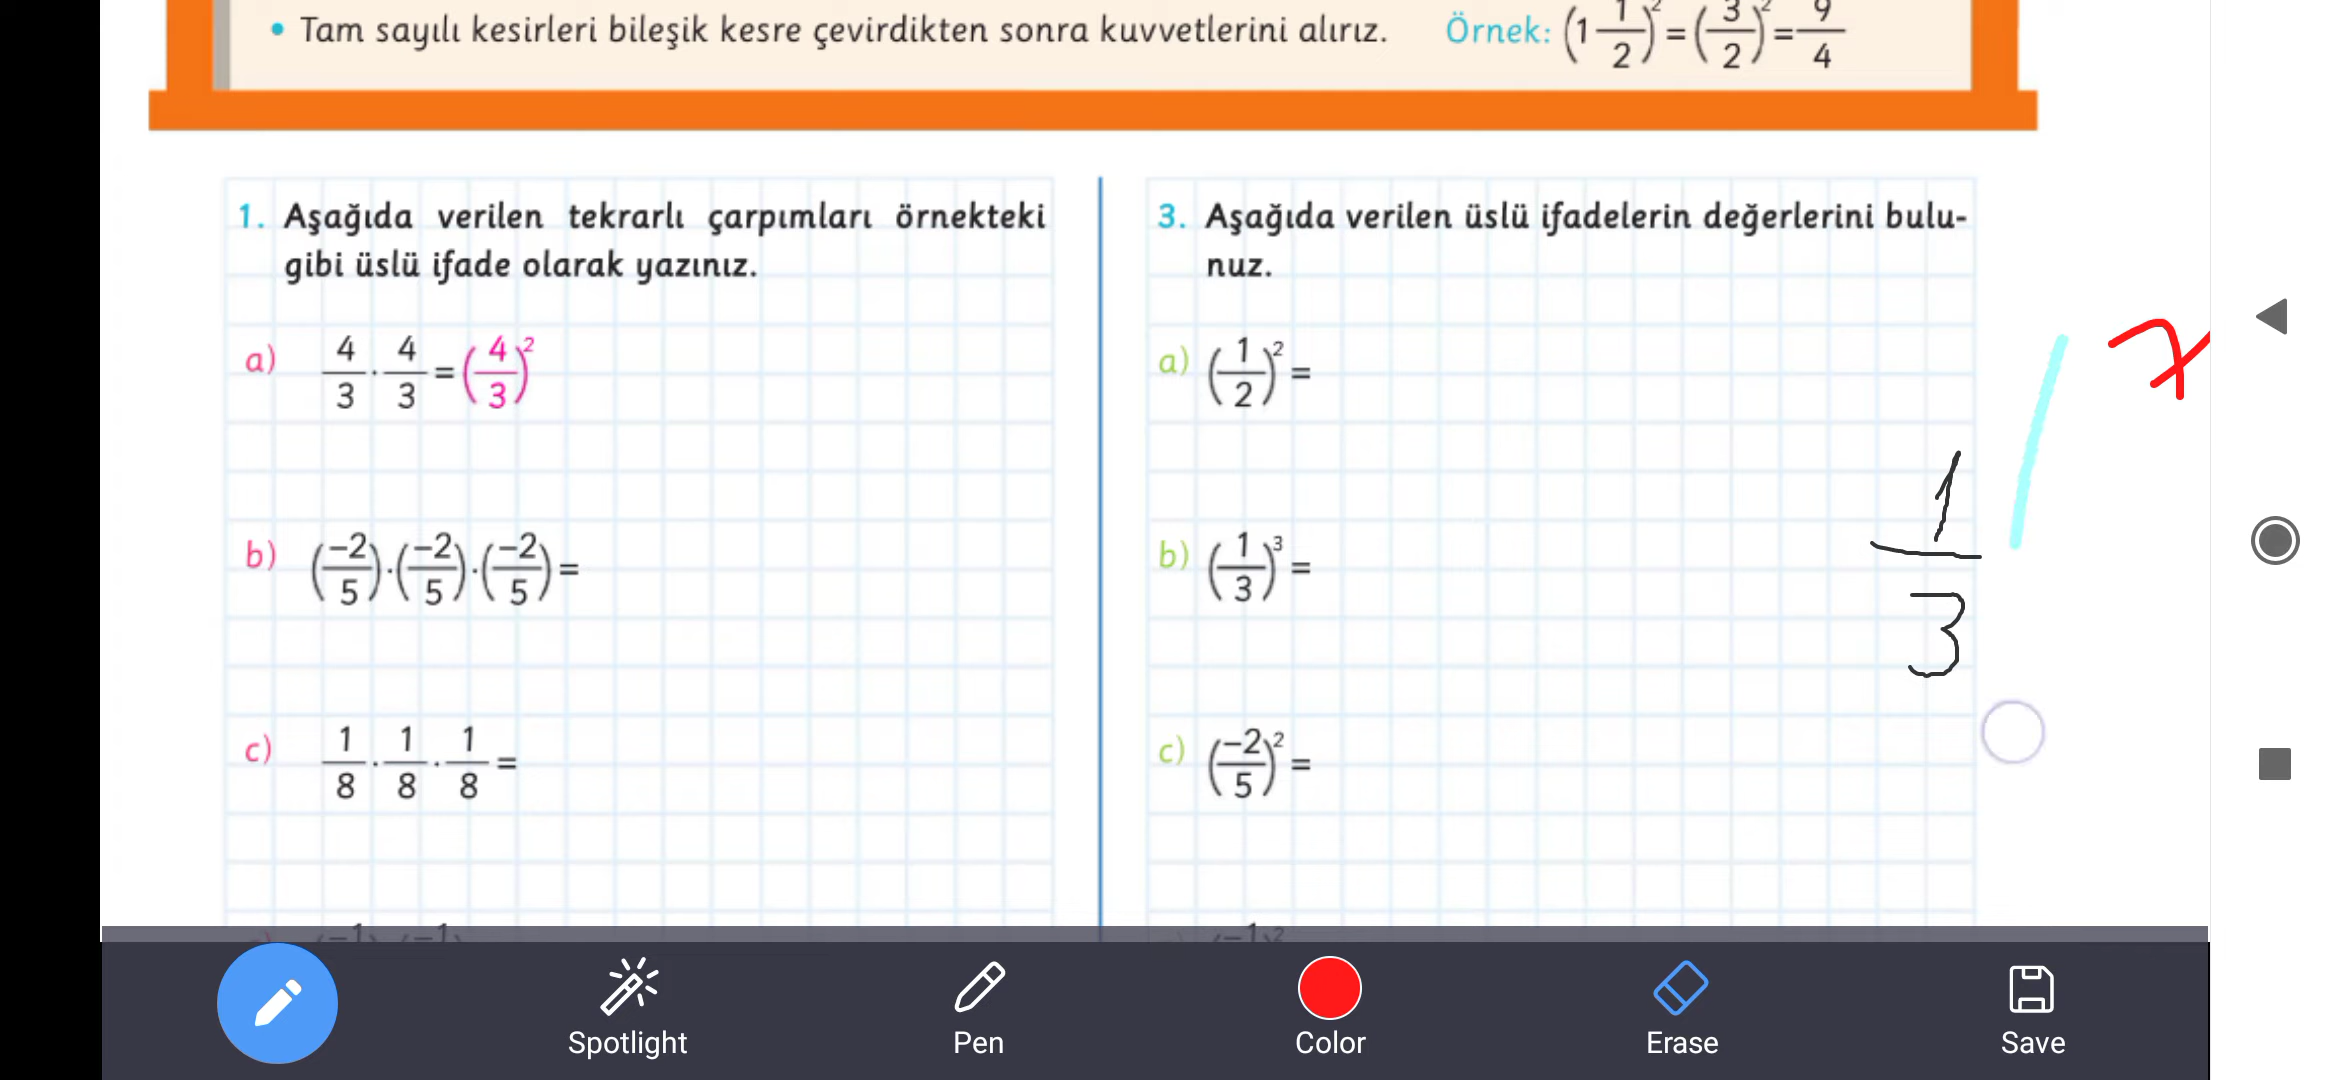 • Tam sayılı kesirleri bileşik kesre çevirdikten sonra kuvvetlerini alırız. Örnek: (1 1/2)² = (3/2)² = 9/4
1. Aşağıda verilen tekrarlı çarpımları örnekteki
gibi üslü ifade olarak yazınız.
a) 4/3 · 4/3 = (4/3)²
b) (-2/5) · (-2/5) · (-2/5) =
c) 1/8 · 1/8 · 1/8 =
3. Aşağıda verilen üslü ifadelerin değerlerini bulu-
nuz.
a) (1/2)² =
b) (1/3)³ =
c) (-2/5)² =
1
3
Spotlight
Pen
Color
Erase
Save